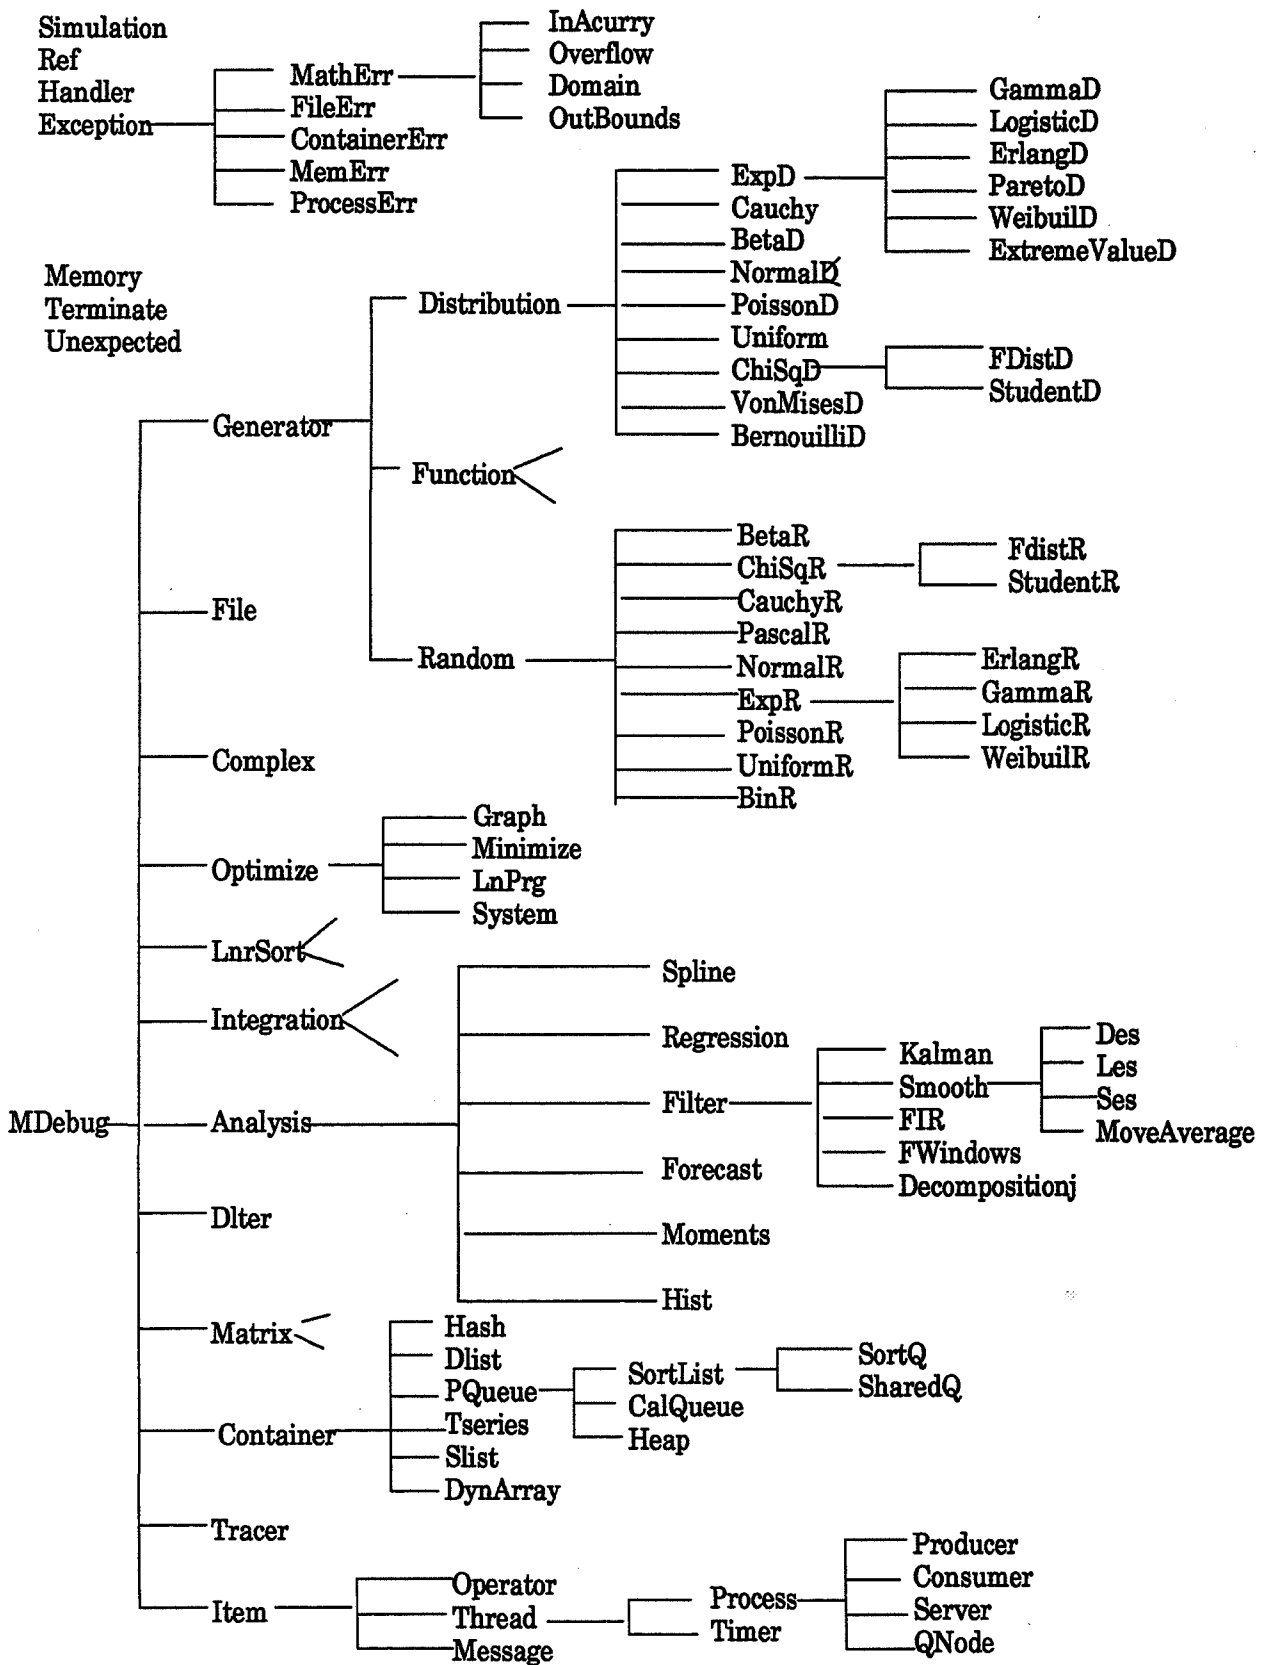 Simulation
Ref
Handler
Exception
MathErr
FileErr
ContainerErr
MemErr
ProcessErr
InAcurry
Overflow
Domain
OutBounds
Memory
Terminate
Unexpected
MDebug
Generator
Distribution
ExpD
Cauchy
BetaD
NormalD
PoissonD
Uniform
ChiSqD
VonMisesD
BernouilliD
GammaD
LogisticD
ErlangD
ParetoD
WeibuilD
ExtremeValueD
FDistD
StudentD
Function
Random
BetaR
ChiSqR
CauchyR
PascalR
NormalR
ExpR
PoissonR
UniformR
BinR
FdistR
StudentR
ErlangR
GammaR
LogisticR
WeibuilR
File
Complex
Optimize
Graph
Minimize
LnPrg
System
LnrSort
Integration
Analysis
Spline
Regression
Filter
Forecast
Moments
Hist
Kalman
Smooth
FIR
FWindows
Decompositionj
Des
Les
Ses
MoveAverage
Dlter
Matrix
Container
Hash
Dlist
PQueue
Tseries
Slist
DynArray
SortList
CalQueue
Heap
SortQ
SharedQ
Tracer
Item
Operator
Thread
Message
Process
Timer
Producer
Consumer
Server
QNode